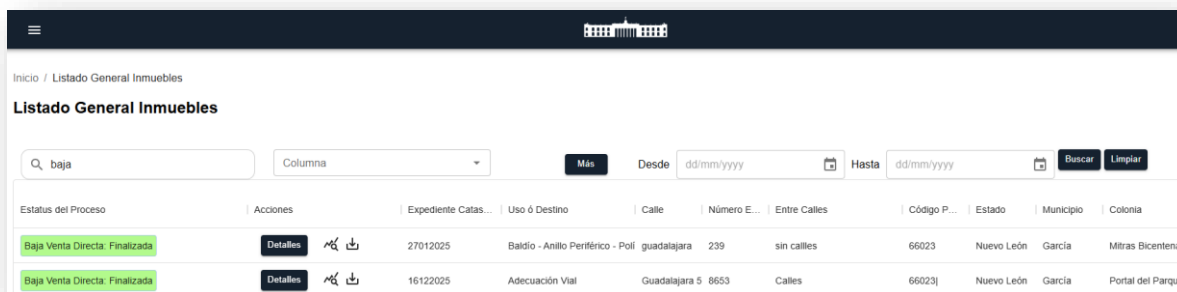 Inicio / Listado General Inmuebles
Listado General Inmuebles
baja Columna Más Desde dd/mm/yyyy Hasta dd/mm/yyyy Buscar Limpiar
Estatus del Proceso Acciones Expediente Catas... Uso ó Destino Calle Número E... Entre Calles Código P... Estado Municipio Colonia
Baja Venta Directa: Finalizada Detalles 27012025 Baldío - Anillo Periférico - Polí guadalajara 239 sin callles 66023 Nuevo León García Mitras Bicentena
Baja Venta Directa: Finalizada Detalles 16122025 Adecuación Vial Guadalajara 5 8653 Calles 66023| Nuevo León García Portal del Parqu